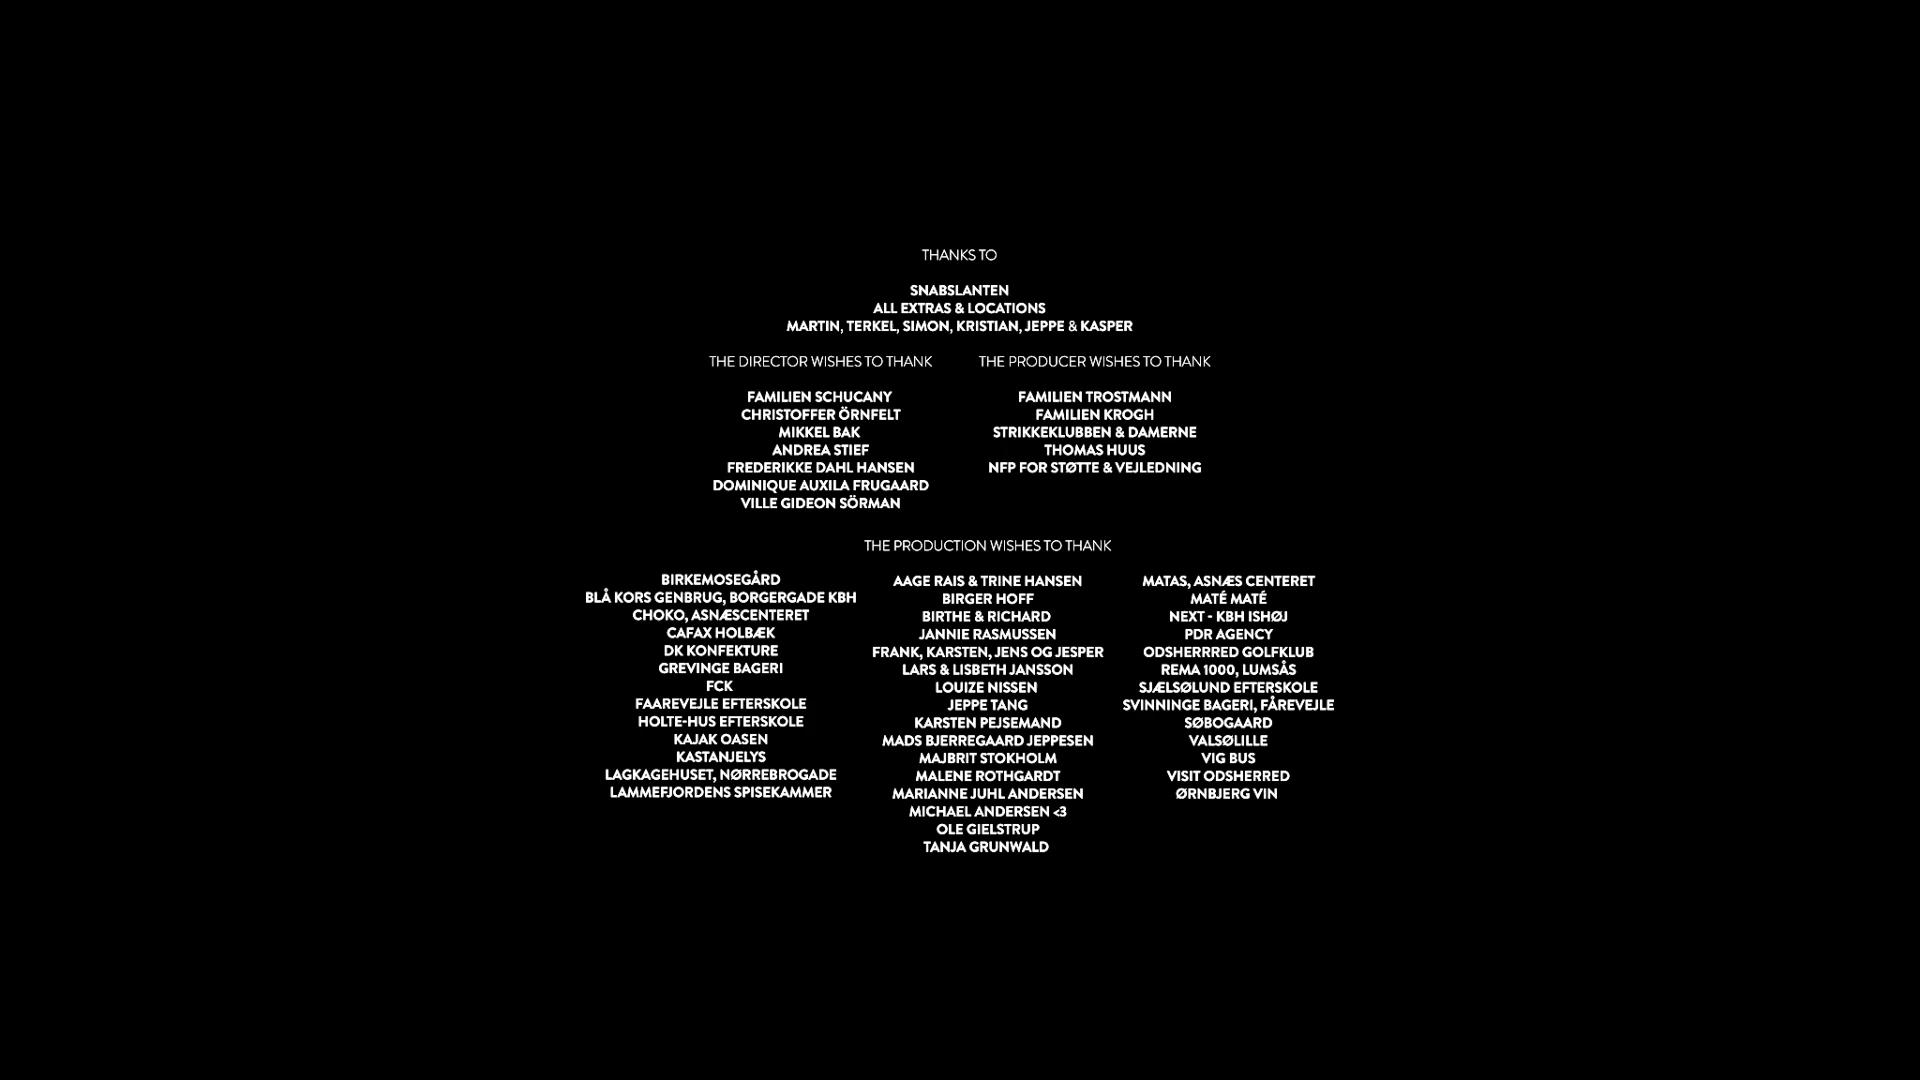 THANKS TO
SNABSLANTEN
ALL EXTRAS & LOCATIONS
MARTIN, TERKEL, SIMON, KRISTIAN, JEPPE & KASPER
THE DIRECTOR WISHES TO THANK
FAMILIEN SCHUCANY
CHRISTOFFER ÖRNFELT
MIKKEL BAK
ANDREA STIEF
FREDERIKKE DAHL HANSEN
DOMINIQUE AUXILA FRUGAARD
VILLE GIDEON SÖRMAN
THE PRODUCER WISHES TO THANK
FAMILIEN TROSTMANN
FAMILIEN KROGH
STRIKKEKLUBBEN & DAMERNE
THOMAS HUUS
NFP FOR STØTTE & VEJLEDNING
THE PRODUCTION WISHES TO THANK
BIRKEMOSEGÅRD
BLÅ KORS GENBRUG, BORGERGADE KBH
CHOKO, ASNÆSCENTERET
CAFAX HOLBÆK
DK KONFEKTURE
GREVINGE BAGERI
FCK
FAAREVEJLE EFTERSKOLE
HOLTE-HUS EFTERSKOLE
KAJAK OASEN
KASTANJELYS
LAGKAGEHUSET, NØRREBROGADE
LAMMEFJORDENS SPISEKAMMER
AAGE RAIS & TRINE HANSEN
BIRGER HOFF
BIRTHE & RICHARD
JANNIE RASMUSSEN
FRANK, KARSTEN, JENS OG JESPER
LARS & LISBETH JANSSON
LOUIZE NISSEN
JEPPE TANG
KARSTEN PEJSEMAND
MADS BJERREGAARD JEPPESEN
MAJBRIT STOKHOLM
MALENE ROTHGARDT
MARIANNE JUHL ANDERSEN
MICHAEL ANDERSEN <3
OLE GIELSTRUP
TANJA GRUNWALD
MATAS, ASNÆS CENTERET
MATÉ MATÉ
NEXT - KBH ISHØJ
PDR AGENCY
ODSHERRRED GOLFKLUB
REMA 1000, LUMSÅS
SJÆLSØLUND EFTERSKOLE
SVINNINGE BAGERI, FÅREVEJLE
SØBOGAARD
VALSØLILLE
VIG BUS
VISIT ODSHERRED
ØRNBJERG VIN